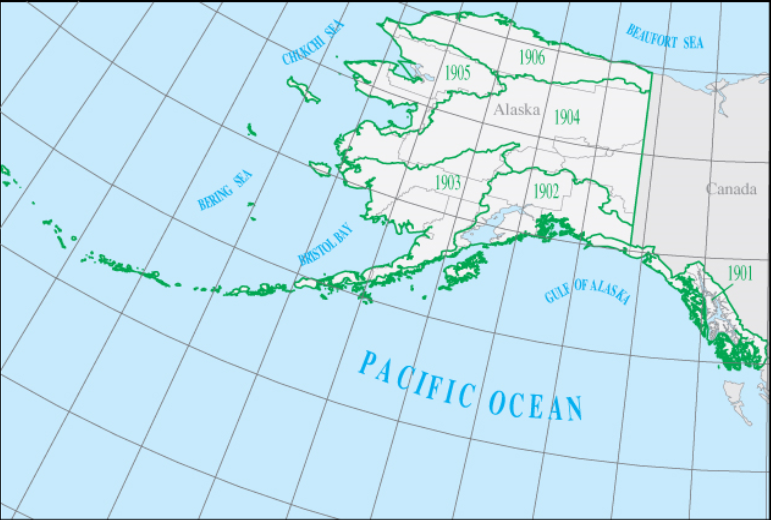 CHUKCHI SEA
BEAUFORT SEA
1906
1905
Alaska
1904
Canada
1903
1902
BERING SEA
BRISTOL BAY
1901
GULF OF ALASKA
PACIFIC OCEAN